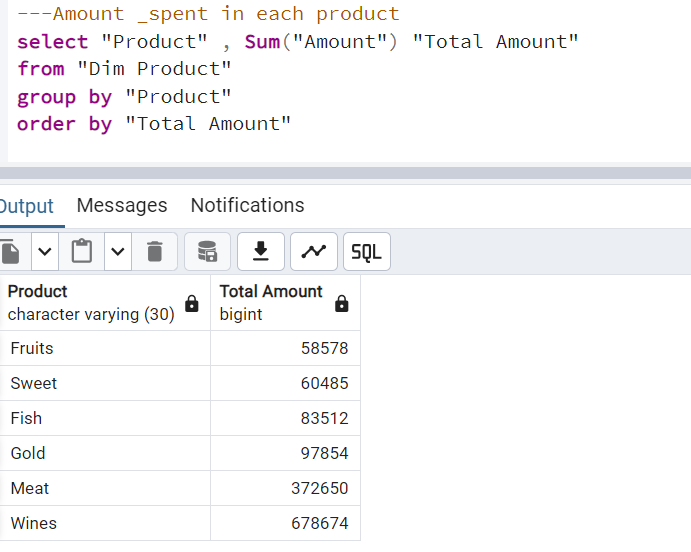 ---Amount _spent in each product
select "Product" , Sum("Amount") "Total Amount"
from "Dim Product"
group by "Product"
order by "Total Amount"
Output Messages Notifications
SQL
Product Total Amount
character varying (30) bigint
Fruits 58578
Sweet 60485
Fish 83512
Gold 97854
Meat 372650
Wines 678674